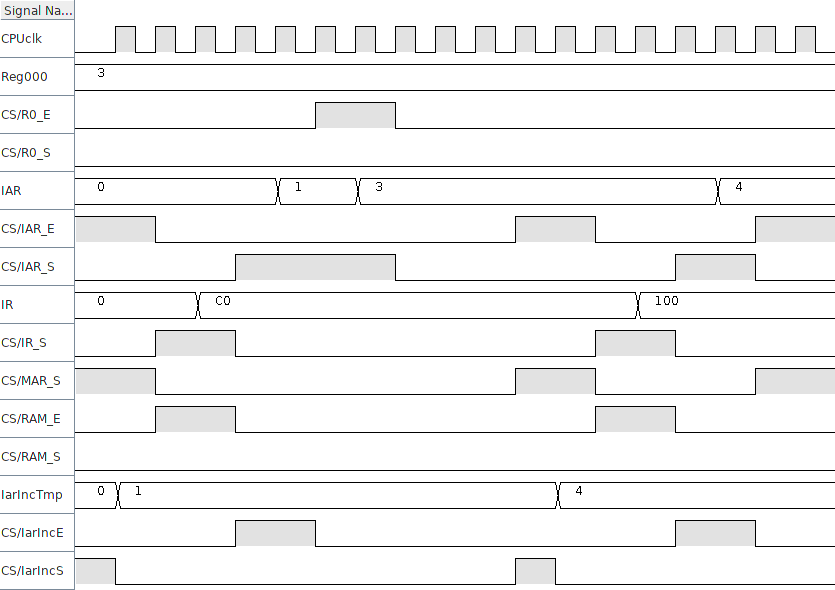 Signal Na...
CPUclk
Reg000 3
CS/R0_E
CS/R0_S
IAR 0 1 3 4
CS/IAR_E
CS/IAR_S
IR 0 C0 100
CS/IR_S
CS/MAR_S
CS/RAM_E
CS/RAM_S
IarIncTmp 0 1 4
CS/IarIncE
CS/IarIncS